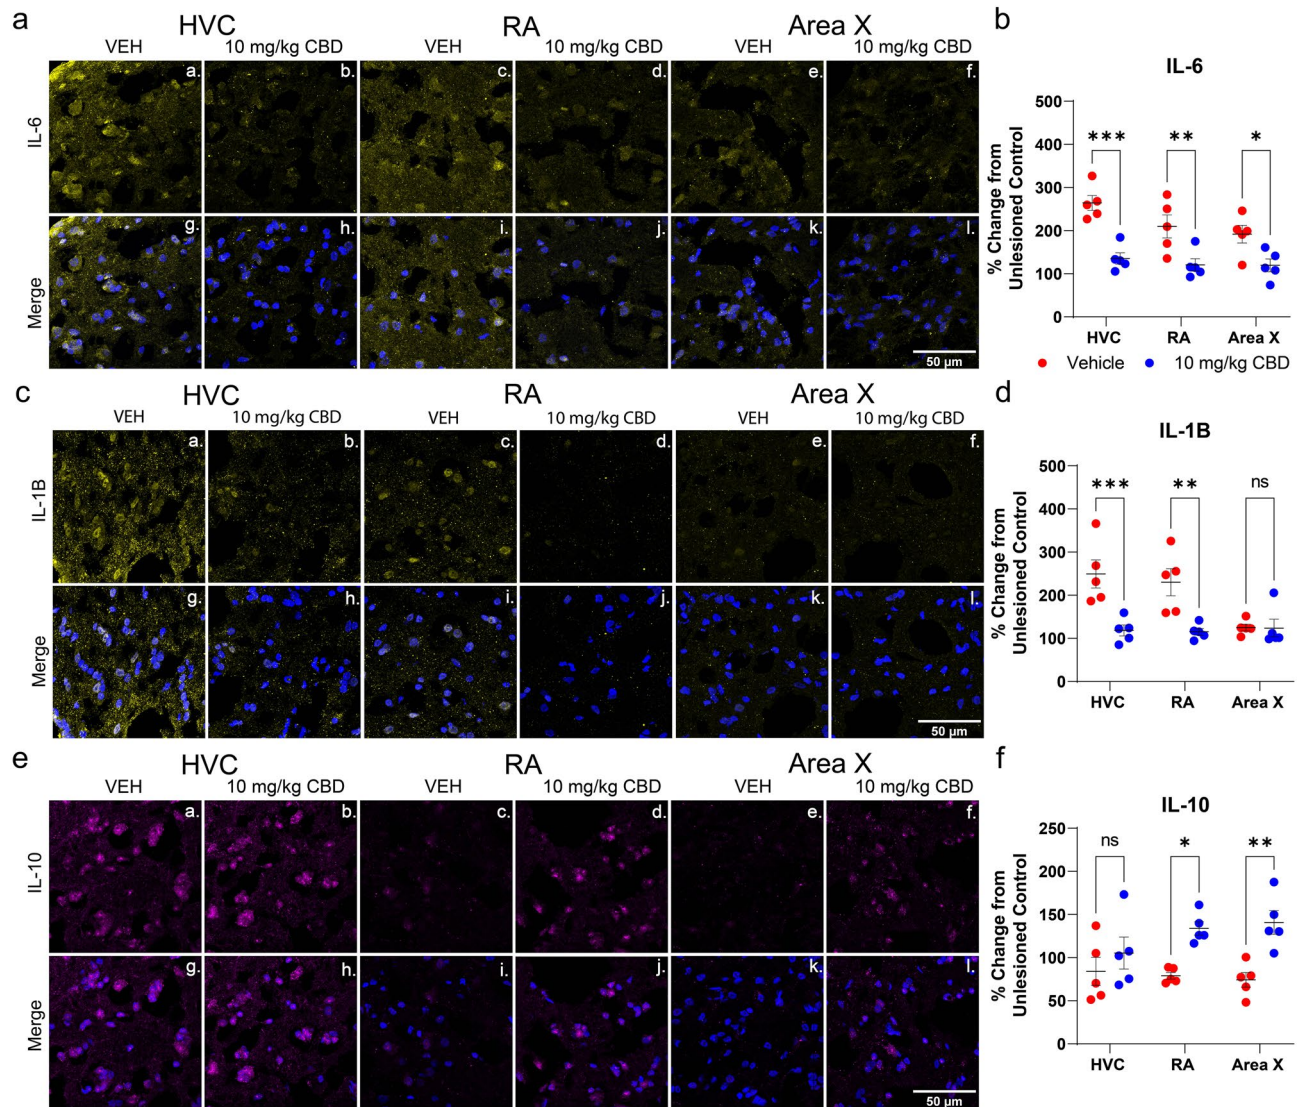 a
HVC
RA
Area X
VEH
10 mg/kg CBD
VEH
10 mg/kg CBD
VEH
10 mg/kg CBD
IL-6
a.
b.
c.
d.
e.
f.
Merge
g.
h.
i.
j.
k.
l.
50 µm
b
IL-6
% Change from
Unlesioned Control
500
400
300
200
100
0
***
**
*
HVC
RA
Area X
Vehicle
10 mg/kg CBD
c
HVC
RA
Area X
VEH
10 mg/kg CBD
VEH
10 mg/kg CBD
VEH
10 mg/kg CBD
IL-1B
a.
b.
c.
d.
e.
f.
Merge
g.
h.
i.
j.
k.
l.
50 µm
d
IL-1B
% Change from
Unlesioned Control
500
400
300
200
100
0
***
**
ns
HVC
RA
Area X
e
HVC
RA
Area X
VEH
10 mg/kg CBD
VEH
10 mg/kg CBD
VEH
10 mg/kg CBD
IL-10
a.
b.
c.
d.
e.
f.
Merge
g.
h.
i.
j.
k.
l.
50 µm
f
IL-10
% Change from
Unlesioned Control
250
200
150
100
50
0
ns
*
**
HVC
RA
Area X